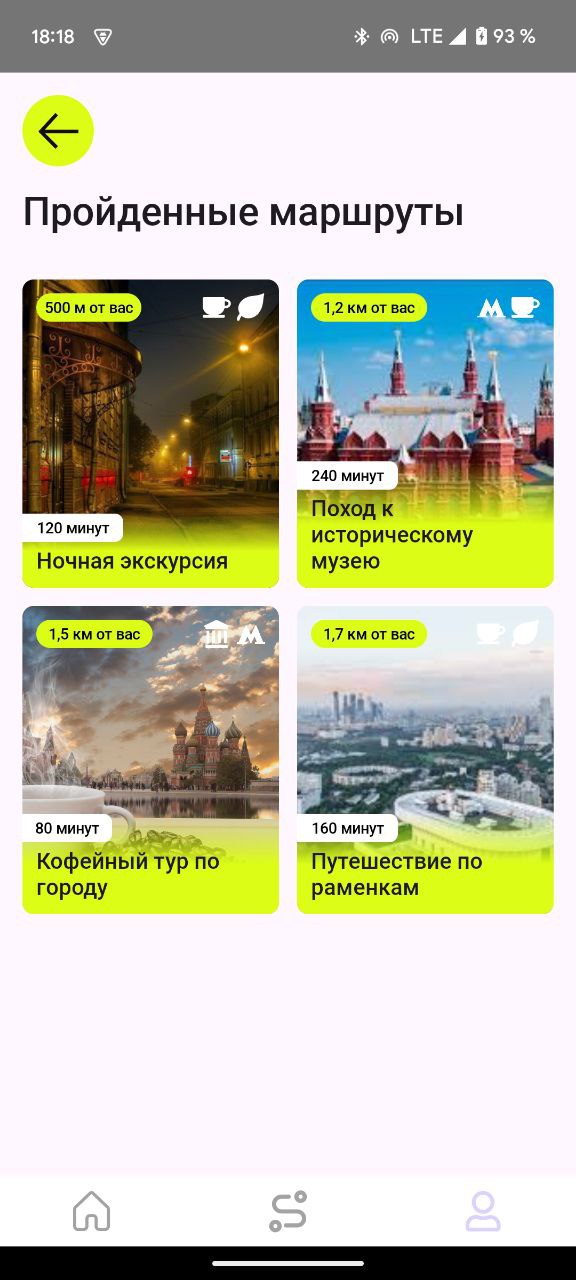 18:18
LTE
93 %
Пройденные маршруты
500 м от вас
120 минут
Ночная экскурсия
1,2 км от вас
240 минут
Поход к
историческому
музею
1,5 км от вас
80 минут
Кофейный тур по
городу
1,7 км от вас
160 минут
Путешествие по
раменкам